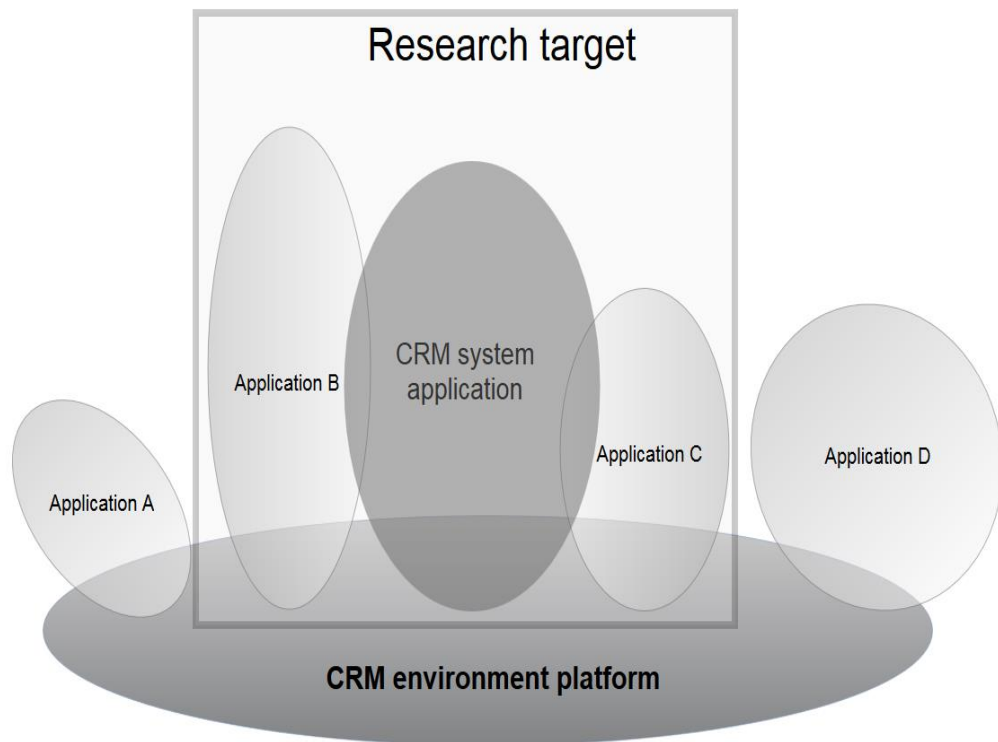 Research target
CRM system
application
Application B
Application C
Application D
Application A
CRM environment platform